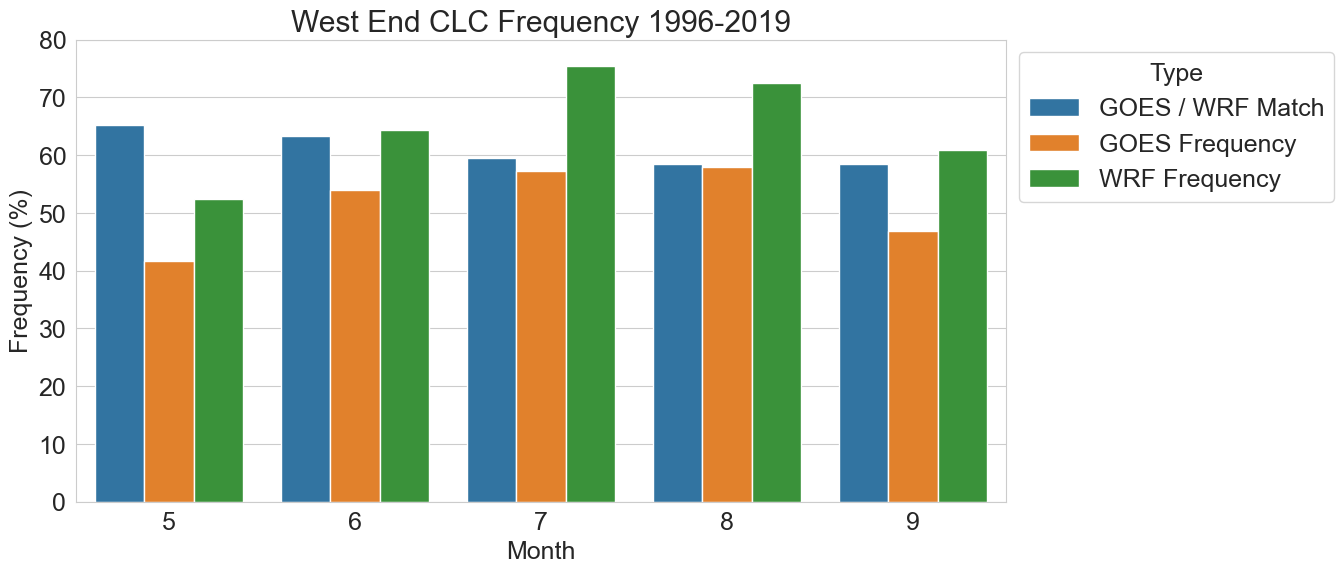 West End CLC Frequency 1996-2019
Frequency (%)
80
70
60
50
40
30
20
10
0
5 6 7 8 9
Month
Type
GOES / WRF Match
GOES Frequency
WRF Frequency